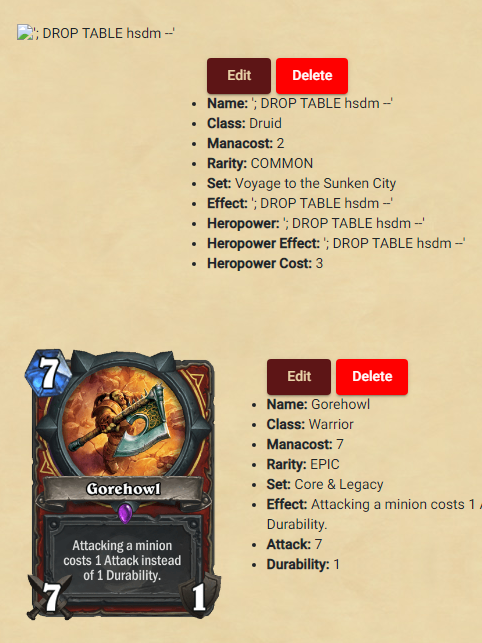 '; DROP TABLE hsdm --'
Edit Delete
Name: '; DROP TABLE hsdm --'
Class: Druid
Manacost: 2
Rarity: COMMON
Set: Voyage to the Sunken City
Effect: '; DROP TABLE hsdm --'
Heropower: '; DROP TABLE hsdm --'
Heropower Effect: '; DROP TABLE hsdm --'
Heropower Cost: 3
7
Gorehowl
Attacking a minion
costs 1 Attack instead
of 1 Durability.
7 1
Edit Delete
Name: Gorehowl
Class: Warrior
Manacost: 7
Rarity: EPIC
Set: Core & Legacy
Effect: Attacking a minion costs 1
Durability.
Attack: 7
Durability: 1